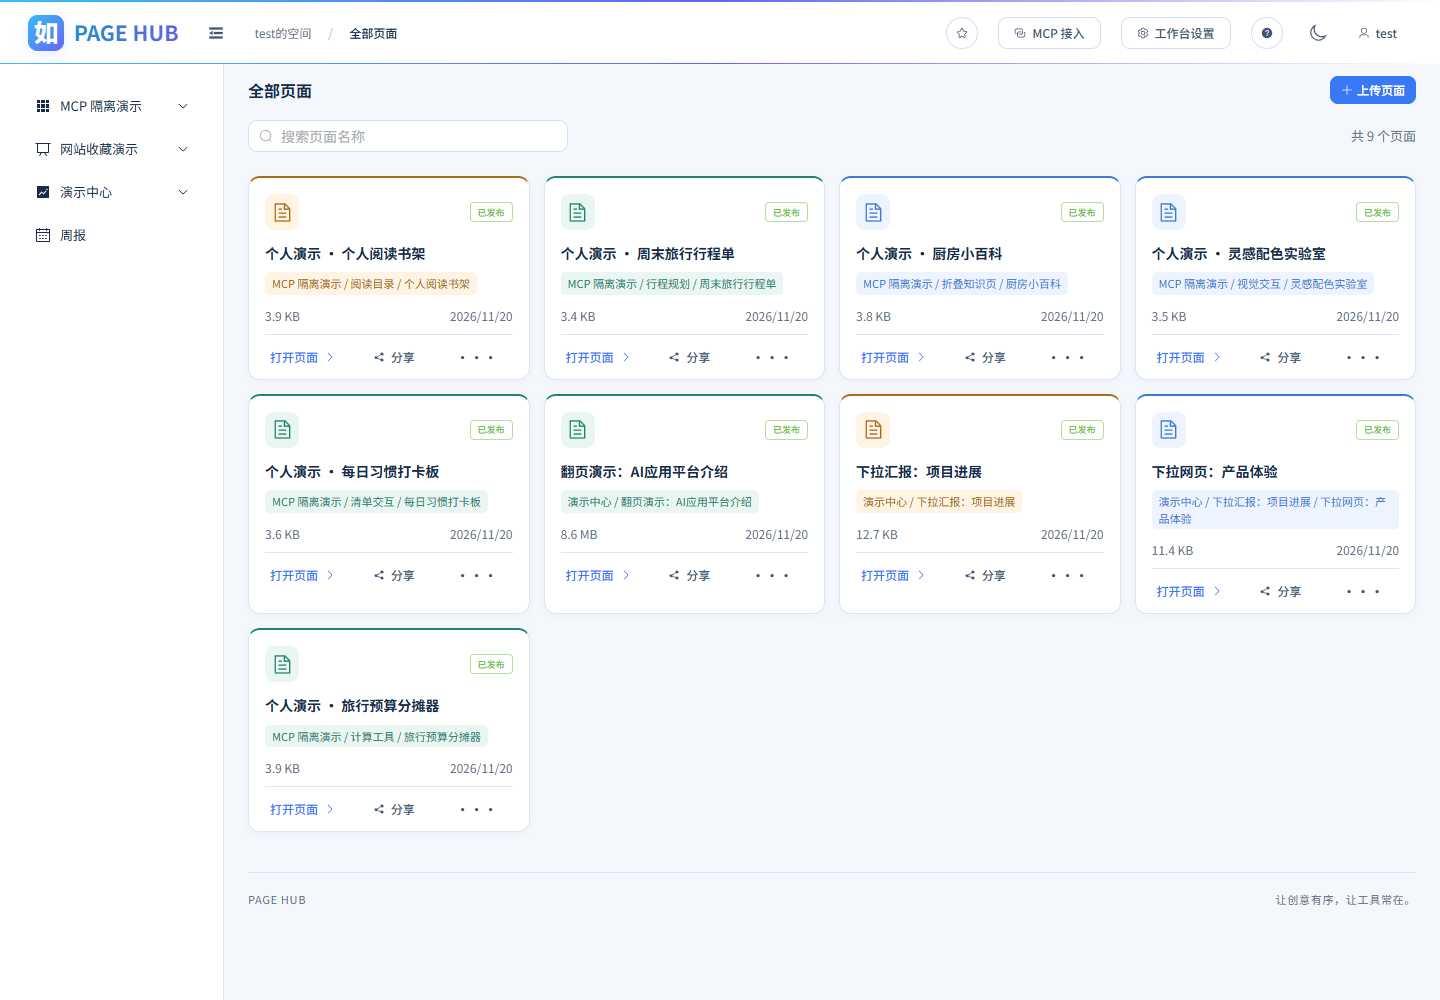 如 PAGE HUB
test的空间 / 全部页面
MCP 接入
工作台设置
test
MCP 隔离演示
网站收藏演示
演示中心
周报
全部页面
上传页面
搜索页面名称
共 9 个页面
已发布
个人演示 · 个人阅读书架
MCP 隔离演示 / 阅读目录 / 个人阅读书架
3.9 KB 2026/11/20
打开页面 分享
已发布
个人演示 · 周末旅行行程单
MCP 隔离演示 / 行程规划 / 周末旅行行程单
3.4 KB 2026/11/20
打开页面 分享
已发布
个人演示 · 厨房小百科
MCP 隔离演示 / 折叠知识页 / 厨房小百科
3.8 KB 2026/11/20
打开页面 分享
已发布
个人演示 · 灵感配色实验室
MCP 隔离演示 / 视觉交互 / 灵感配色实验室
3.5 KB 2026/11/20
打开页面 分享
已发布
个人演示 · 每日习惯打卡板
MCP 隔离演示 / 清单交互 / 每日习惯打卡板
3.6 KB 2026/11/20
打开页面 分享
已发布
翻页演示：AI应用平台介绍
演示中心 / 翻页演示：AI应用平台介绍
8.6 MB 2026/11/20
打开页面 分享
已发布
下拉汇报：项目进展
演示中心 / 下拉汇报：项目进展
12.7 KB 2026/11/20
打开页面 分享
已发布
下拉网页：产品体验
演示中心 / 下拉汇报：项目进展 / 下拉网页：产
品体验
11.4 KB 2026/11/20
打开页面 分享
已发布
个人演示 · 旅行预算分摊器
MCP 隔离演示 / 计算工具 / 旅行预算分摊器
3.9 KB 2026/11/20
打开页面 分享
PAGE HUB
让创意有序，让工具常在。